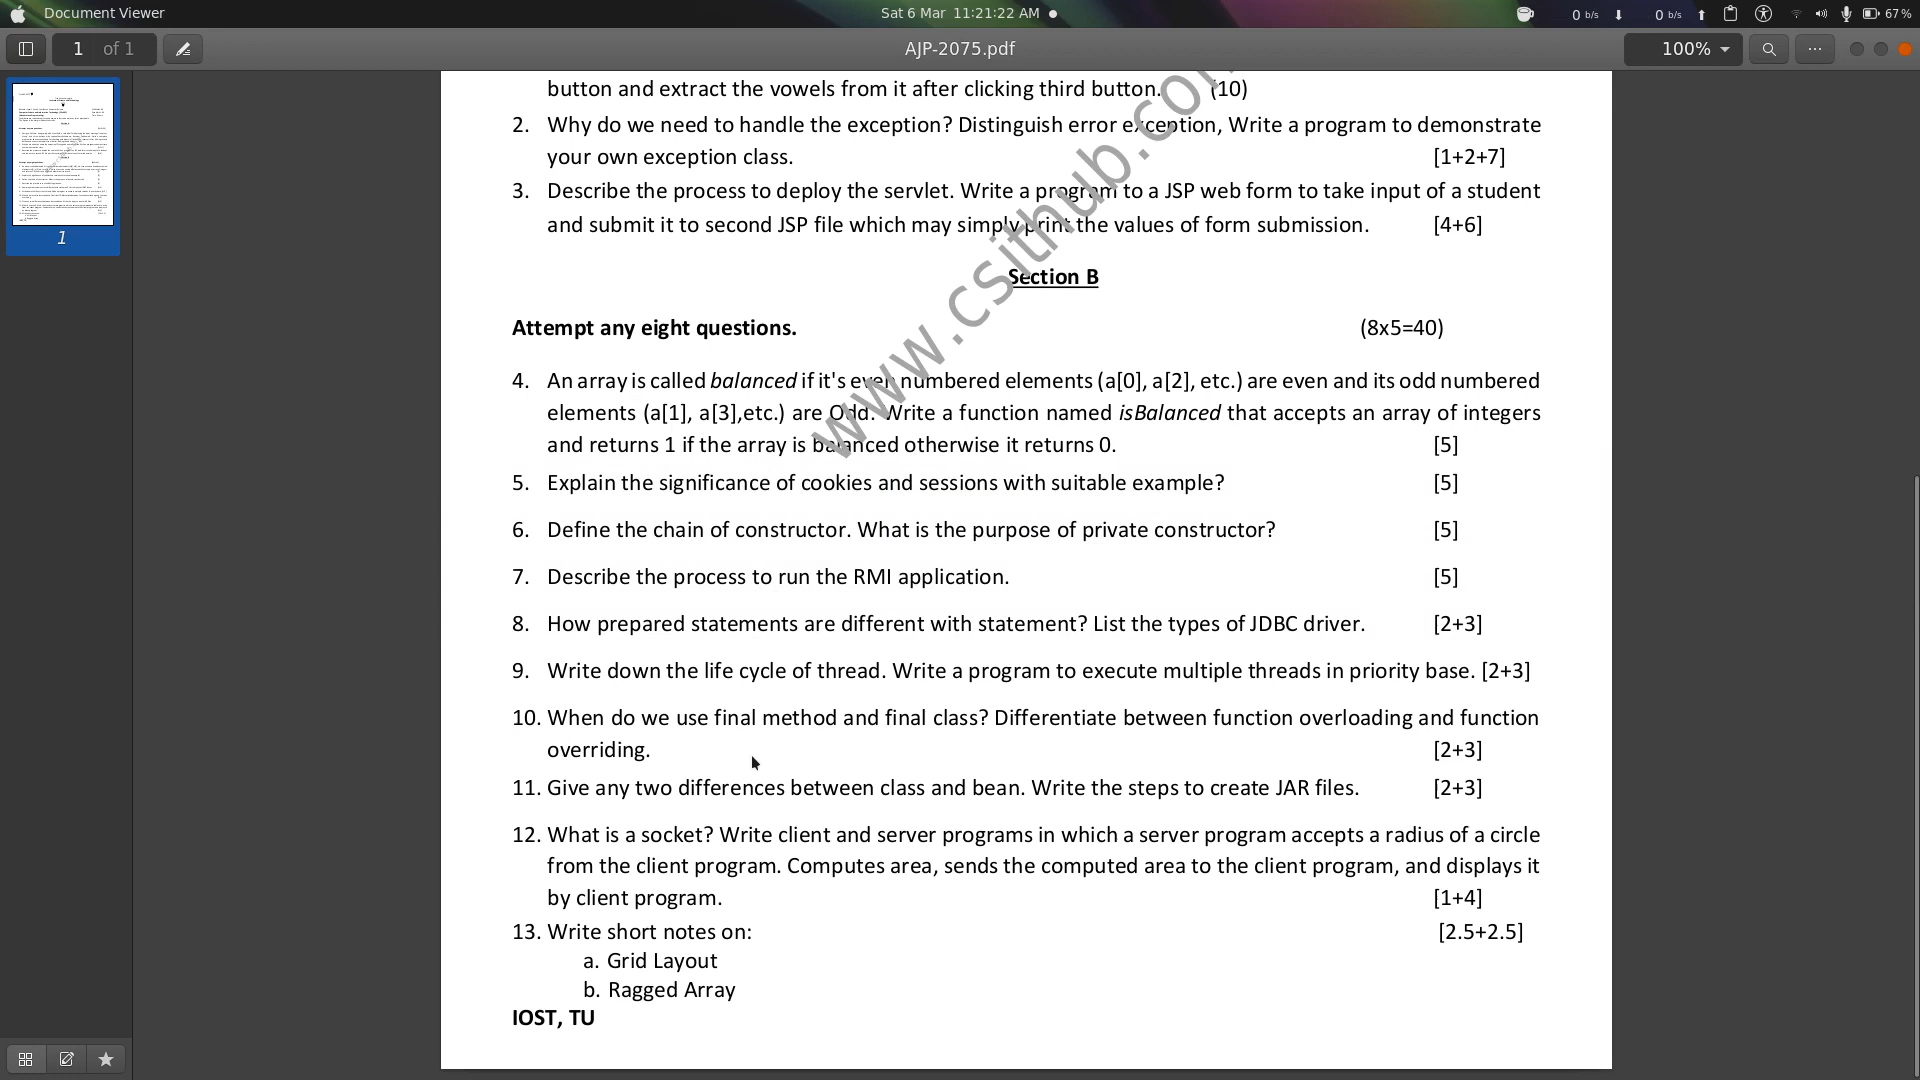 Document Viewer
Sat 6 Mar 11:21:22 AM
0 b/s
0 b/s
67%
1 of 1
AJP-2075.pdf
100%
1
www.csithub.com
button and extract the vowels from it after clicking third button. (10)
2. Why do we need to handle the exception? Distinguish error exception, Write a program to demonstrate
your own exception class. [1+2+7]
3. Describe the process to deploy the servlet. Write a program to a JSP web form to take input of a student
and submit it to second JSP file which may simply print the values of form submission. [4+6]
Section B
Attempt any eight questions. (8x5=40)
4. An array is called balanced if it's even numbered elements (a[0], a[2], etc.) are even and its odd numbered
elements (a[1], a[3],etc.) are Odd. Write a function named isBalanced that accepts an array of integers
and returns 1 if the array is balanced otherwise it returns 0. [5]
5. Explain the significance of cookies and sessions with suitable example? [5]
6. Define the chain of constructor. What is the purpose of private constructor? [5]
7. Describe the process to run the RMI application. [5]
8. How prepared statements are different with statement? List the types of JDBC driver. [2+3]
9. Write down the life cycle of thread. Write a program to execute multiple threads in priority base. [2+3]
10. When do we use final method and final class? Differentiate between function overloading and function
overriding. [2+3]
11. Give any two differences between class and bean. Write the steps to create JAR files. [2+3]
12. What is a socket? Write client and server programs in which a server program accepts a radius of a circle
from the client program. Computes area, sends the computed area to the client program, and displays it
by client program. [1+4]
13. Write short notes on: [2.5+2.5]
a. Grid Layout
b. Ragged Array
IOST, TU